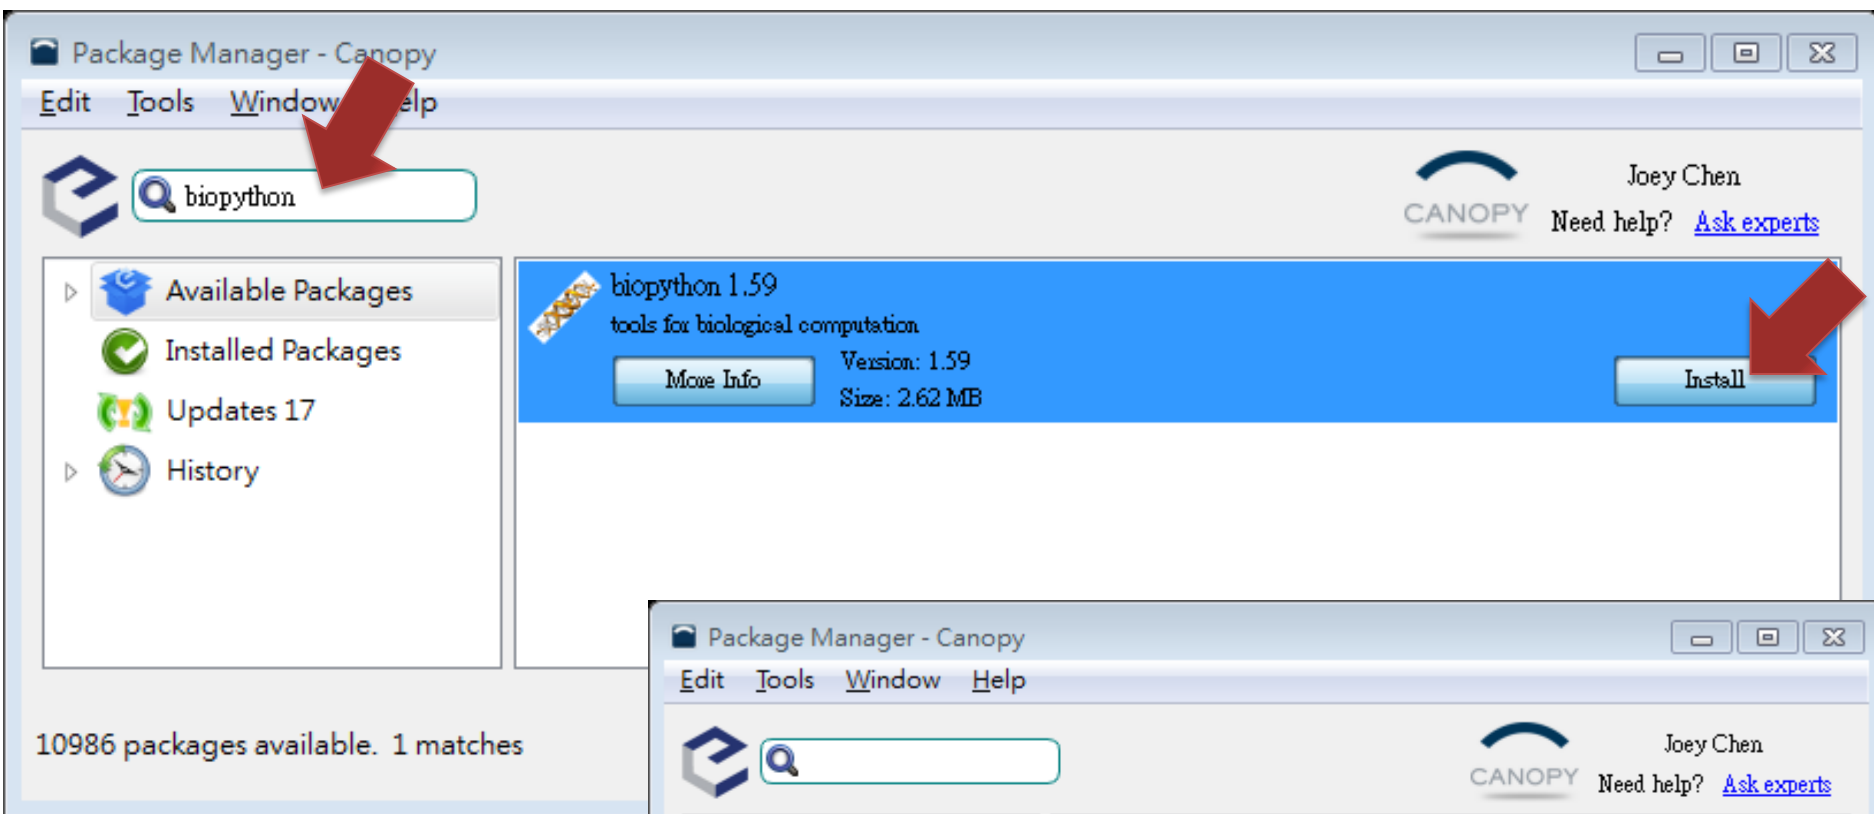 Package Manager - Canopy
Edit Tools Window elp
biopython
CANOPY
Joey Chen
Need help? Ask experts
Available Packages
Installed Packages
Updates 17
History
biopython 1.59
tools for biological computation
More Info
Version: 1.59
Size: 2.62 MB
Install
10986 packages available. 1 matches
Package Manager - Canopy
Edit Tools Window Help
CANOPY
Joey Chen
Need help? Ask experts